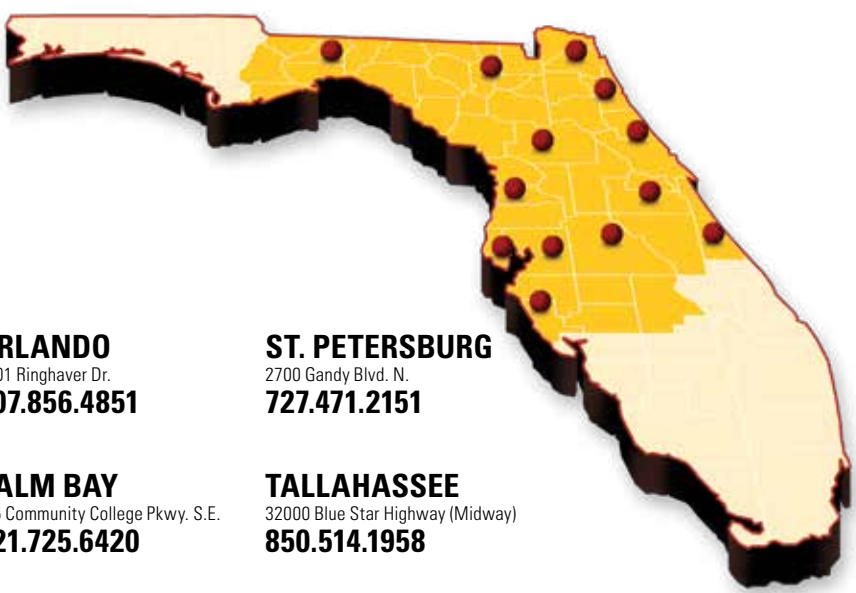 RLANDO
01 Ringhaver Dr.
07.856.4851
ST. PETERSBURG
2700 Gandy Blvd. N.
727.471.2151
ALM BAY
Community College Pkwy. S.E.
21.725.6420
TALLAHASSEE
32000 Blue Star Highway (Midway)
850.514.1958